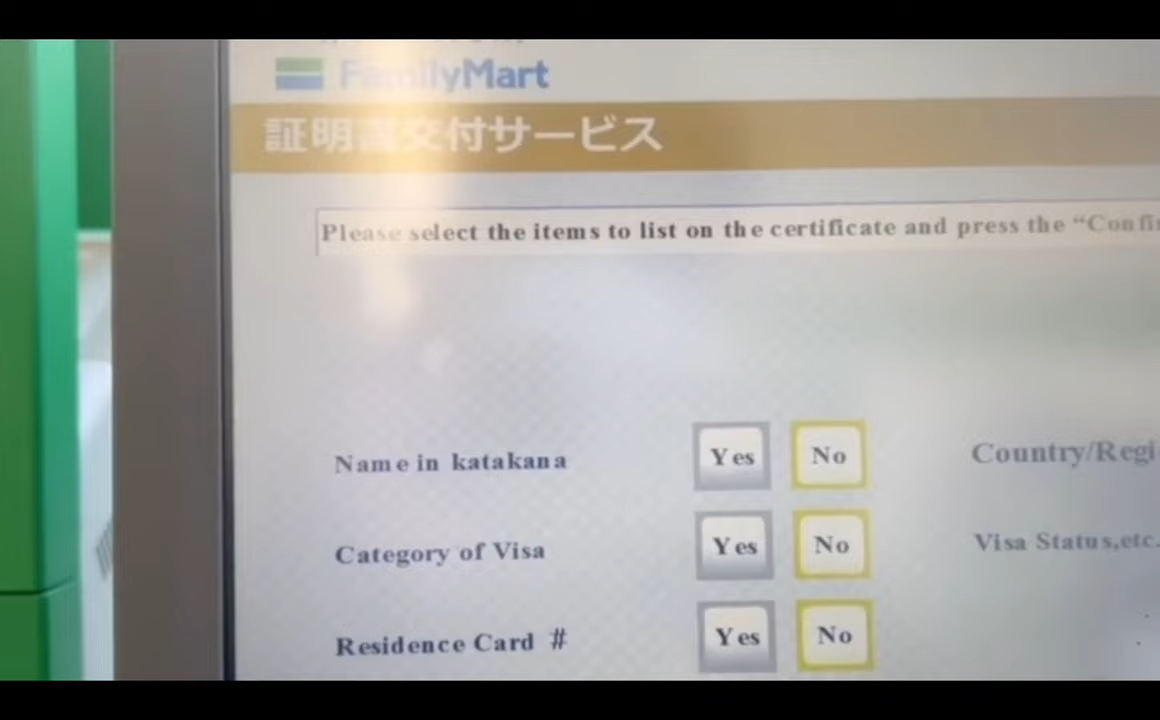 FamilyMart
証明書交付サービス
Please select the items to list on the certificate and press the “Confi
Name in katakana Yes No Country/Regi
Category of Visa Yes No Visa Status,etc.
Residence Card # Yes No